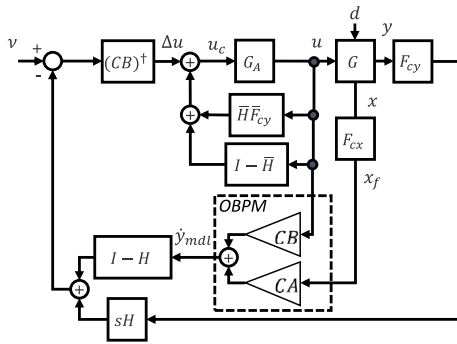 ν + - (CB)† Δu + u_c G_A u G d y F_cy
+ H̄F̄_cy x
I − H̄ F_cx
x_f
OBPM
CB
I − H ẏ_mdl +
CA
+
sH